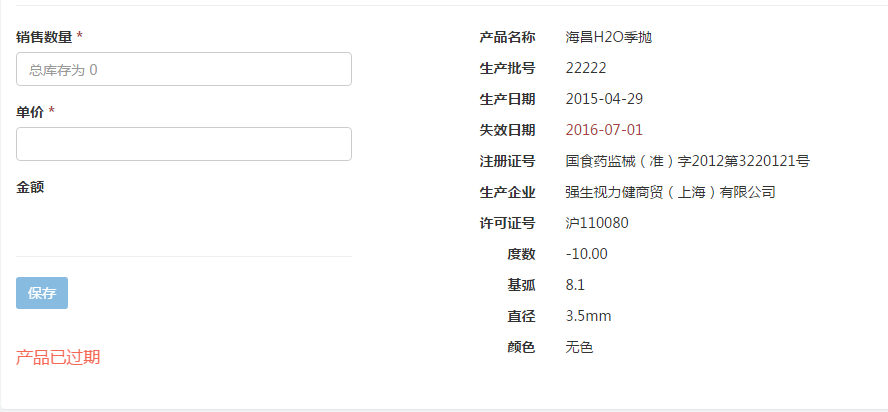 销售数量 *
总库存为 0
单价 *
金额
保存
产品已过期
产品名称 海昌H2O季抛
生产批号 22222
生产日期 2015-04-29
失效日期 2016-07-01
注册证号 国食药监械（准）字2012第3220121号
生产企业 强生视力健商贸（上海）有限公司
许可证号 沪110080
度数 -10.00
基弧 8.1
直径 3.5mm
颜色 无色